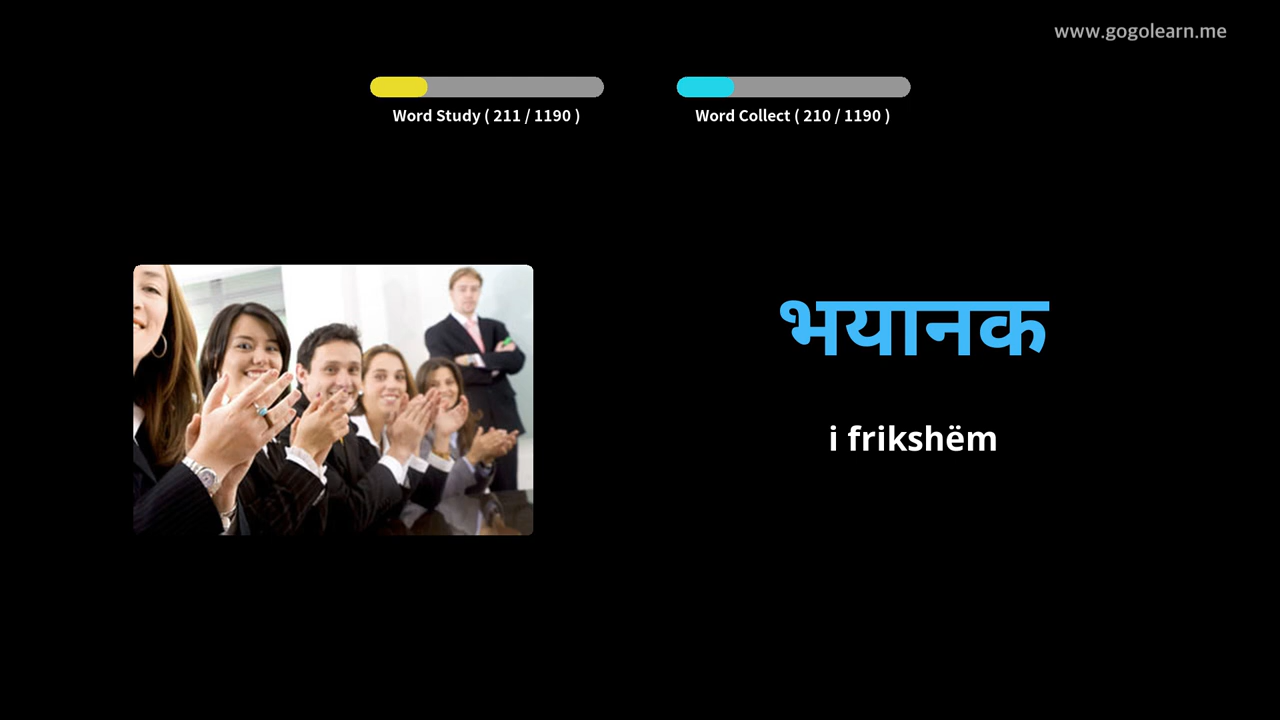 www.gogolearn.me
Word Study ( 211 / 1190 )
Word Collect ( 210 / 1190 )
भयानक
i frikshëm